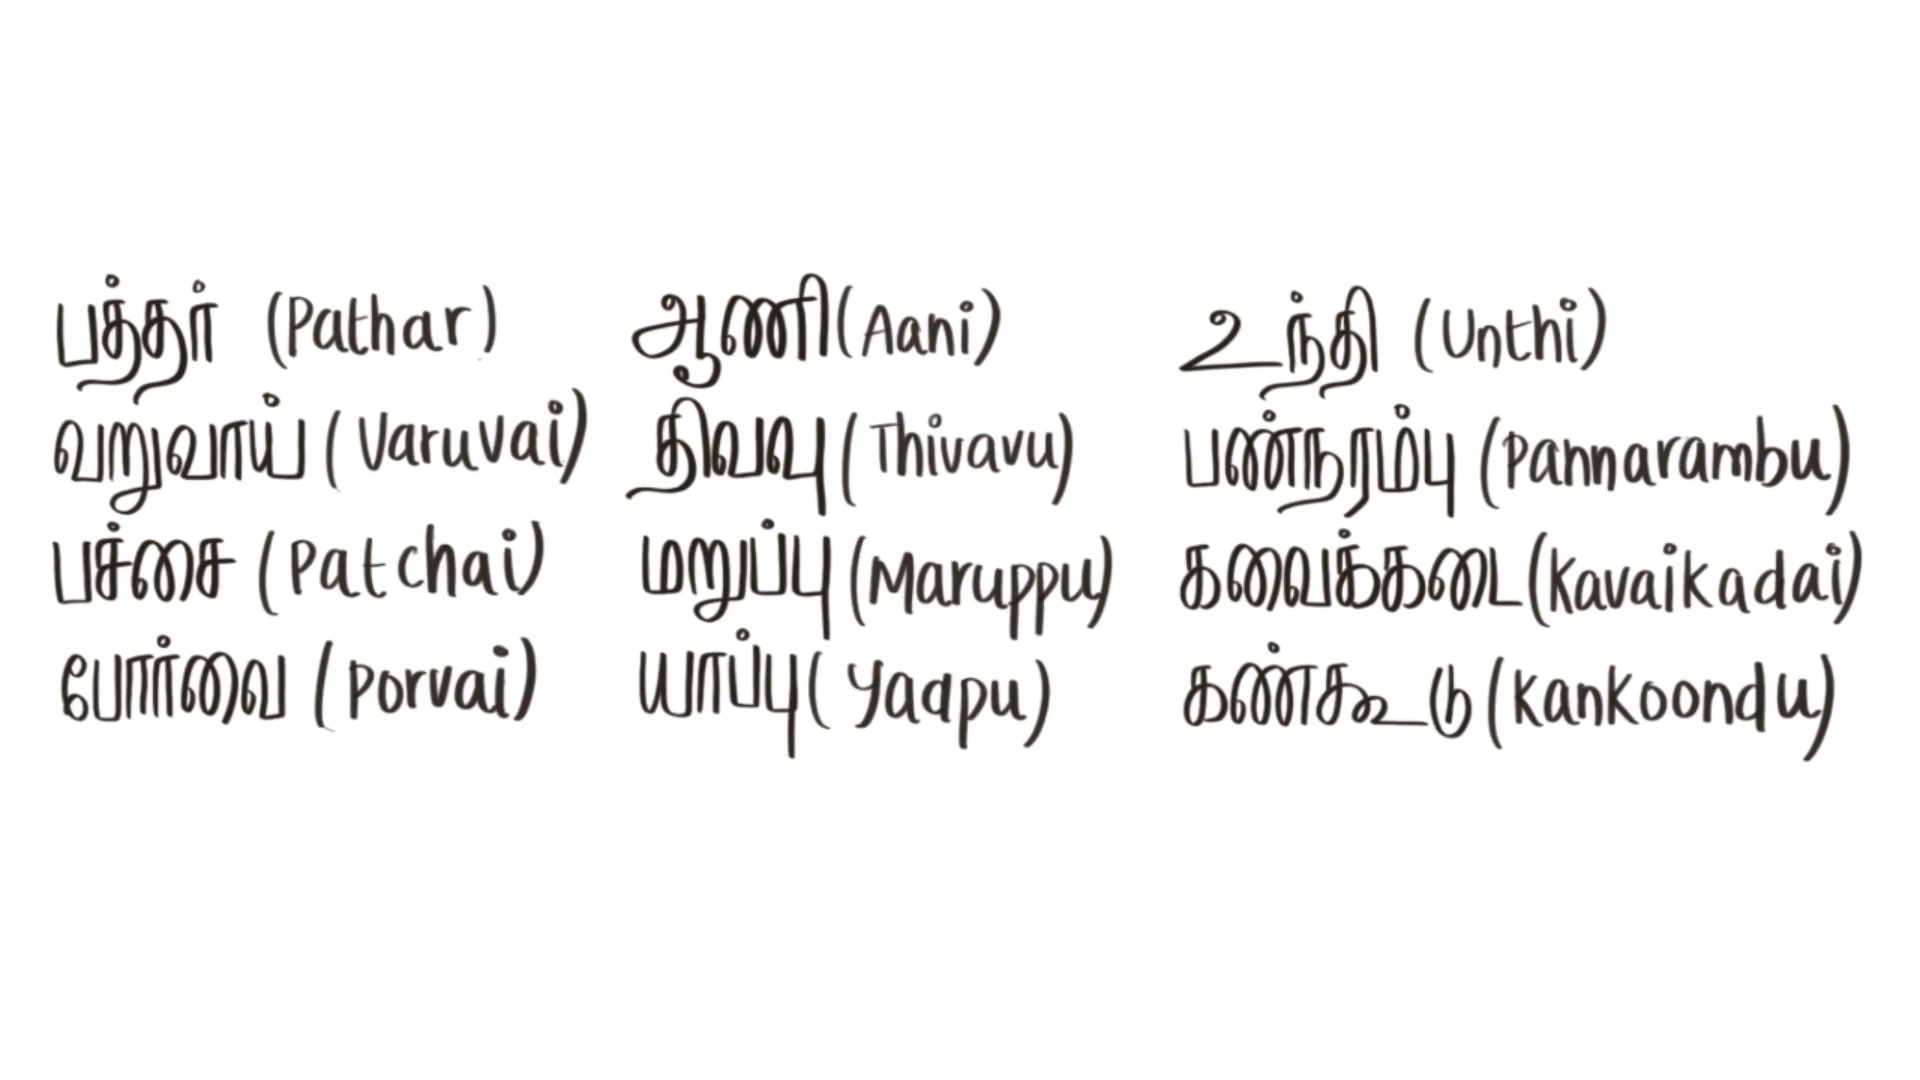 பத்தர் (Pathar) ஆணி (Aani) உந்தி (Unthi)
வறுவாய் (Varuvai) திவவு (Thivavu) பண்நரம்பு (Pannarambu)
பச்சை (Patchai) மறுப்பு (Maruppu) கவைக்கடை (Kavaikadai)
போர்வை (Porvai) யாப்பு (Yaapu) கண்கூடு (Kankoondu)